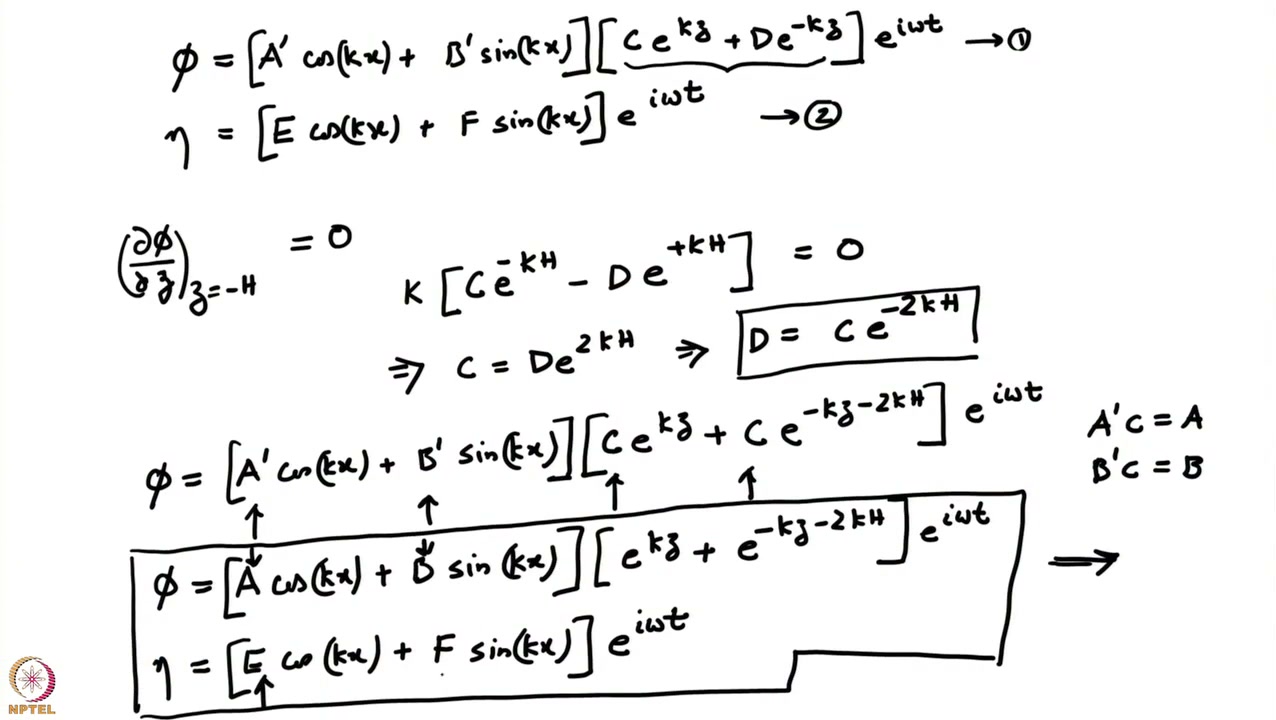 ϕ = [A' cos(kx) + B' sin(kx)][C e^{kz} + D e^{-kz}] e^{iωt} → ①
η = [E cos(kx) + F sin(kx)] e^{iωt} → ②
(∂ϕ/∂z)_{z=-H} = 0
K [C e^{-kH} - D e^{+kH}] = 0
⇒ C = D e^{2kH} ⇒ D = C e^{-2kH}
ϕ = [A' cos(kx) + B' sin(kx)][C e^{kz} + C e^{-kz-2kH}] e^{iωt}
A'C = A
B'C = B
ϕ = [A cos(kx) + B sin(kx)][e^{kz} + e^{-kz-2kH}] e^{iωt} ⇒
η = [E cos(kx) + F sin(kx)] e^{iωt}
NPTEL